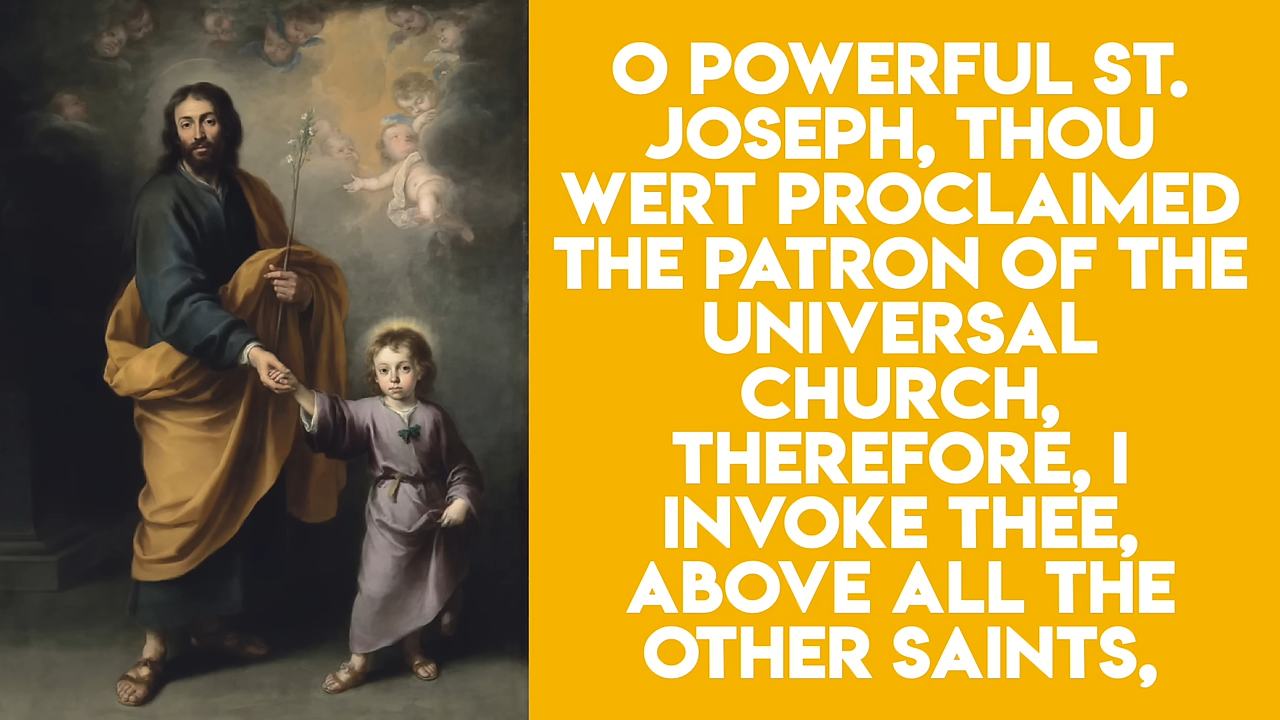 O POWERFUL ST.
JOSEPH, THOU
WERT PROCLAIMED
THE PATRON OF THE
UNIVERSAL
CHURCH,
THEREFORE, I
INVOKE THEE,
ABOVE ALL THE
OTHER SAINTS,